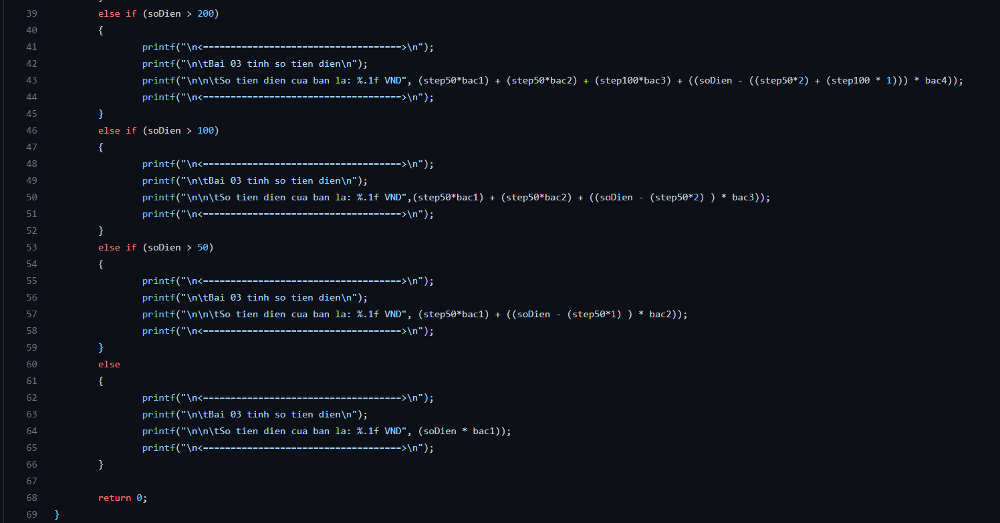 39 else if (soDien > 200)
40 {
41 printf("\n<====================================>\n");
42 printf("\n\tBai 03 tinh so tien dien\n");
43 printf("\n\n\tSo tien dien cua ban la: %.1f VND", (step50*bac1) + (step50*bac2) + (step100*bac3) + ((soDien - ((step50*2) + (step100 * 1))) * bac4));
44 printf("\n<====================================>\n");
45 }
46 else if (soDien > 100)
47 {
48 printf("\n<====================================>\n");
49 printf("\n\tBai 03 tinh so tien dien\n");
50 printf("\n\n\tSo tien dien cua ban la: %.1f VND",(step50*bac1) + (step50*bac2) + ((soDien - (step50*2) ) * bac3));
51 printf("\n<====================================>\n");
52 }
53 else if (soDien > 50)
54 {
55 printf("\n<====================================>\n");
56 printf("\n\tBai 03 tinh so tien dien\n");
57 printf("\n\n\tSo tien dien cua ban la: %.1f VND", (step50*bac1) + ((soDien - (step50*1) ) * bac2));
58 printf("\n<====================================>\n");
59 }
60 else
61 {
62 printf("\n<====================================>\n");
63 printf("\n\tBai 03 tinh so tien dien\n");
64 printf("\n\n\tSo tien dien cua ban la: %.1f VND", (soDien * bac1));
65 printf("\n<====================================>\n");
66 }
67
68 return 0;
69 }